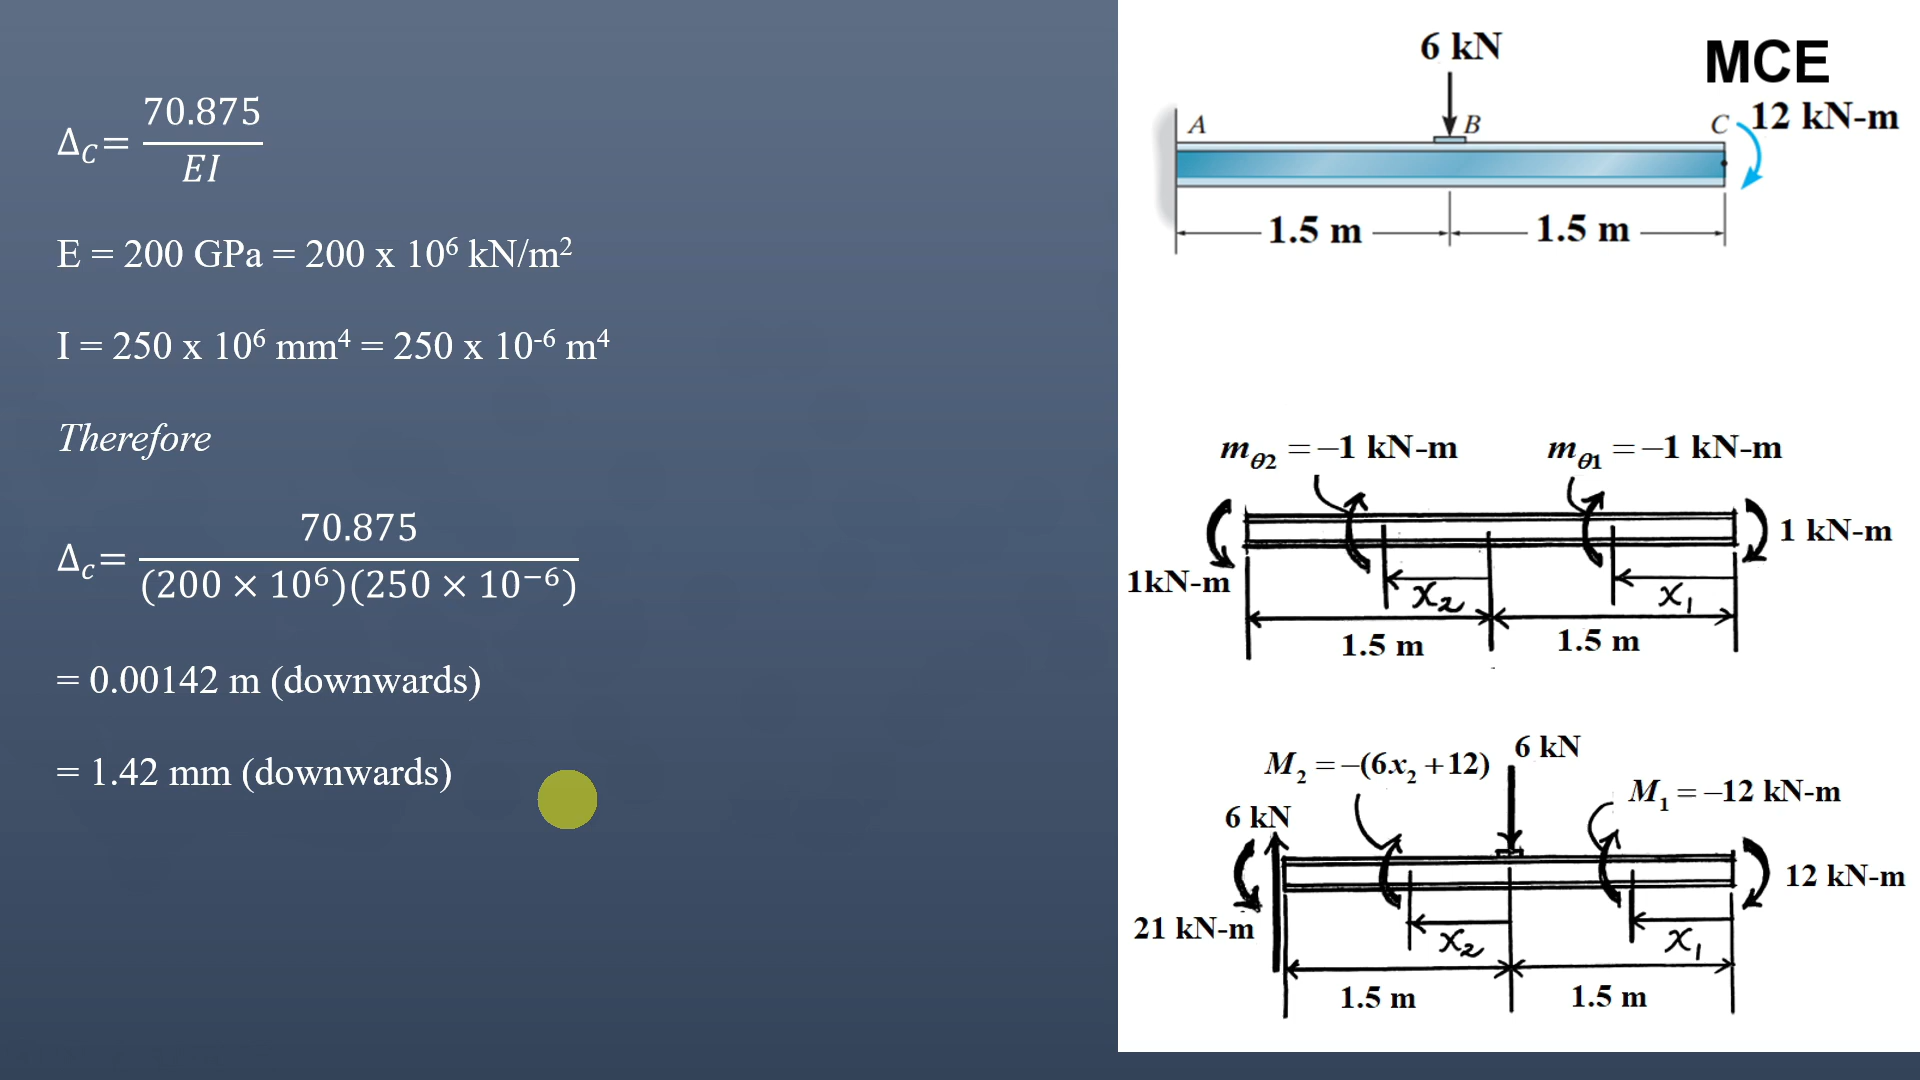 Δ_C = 70.875 / EI
E = 200 GPa = 200 x 10⁶ kN/m²
I = 250 x 10⁶ mm⁴ = 250 x 10⁻⁶ m⁴
Therefore
Δ_c = 70.875 / (200 × 10⁶)(250 × 10⁻⁶)
= 0.00142 m (downwards)
= 1.42 mm (downwards)
6 kN
MCE
A
B
C
12 kN-m
1.5 m
1.5 m
m_θ2 = –1 kN-m
m_θ1 = –1 kN-m
1 kN-m
1kN-m
x₂
x₁
1.5 m
1.5 m
M₂ = –(6x₂ + 12)
6 kN
M₁ = –12 kN-m
6 kN
12 kN-m
21 kN-m
x₂
x₁
1.5 m
1.5 m